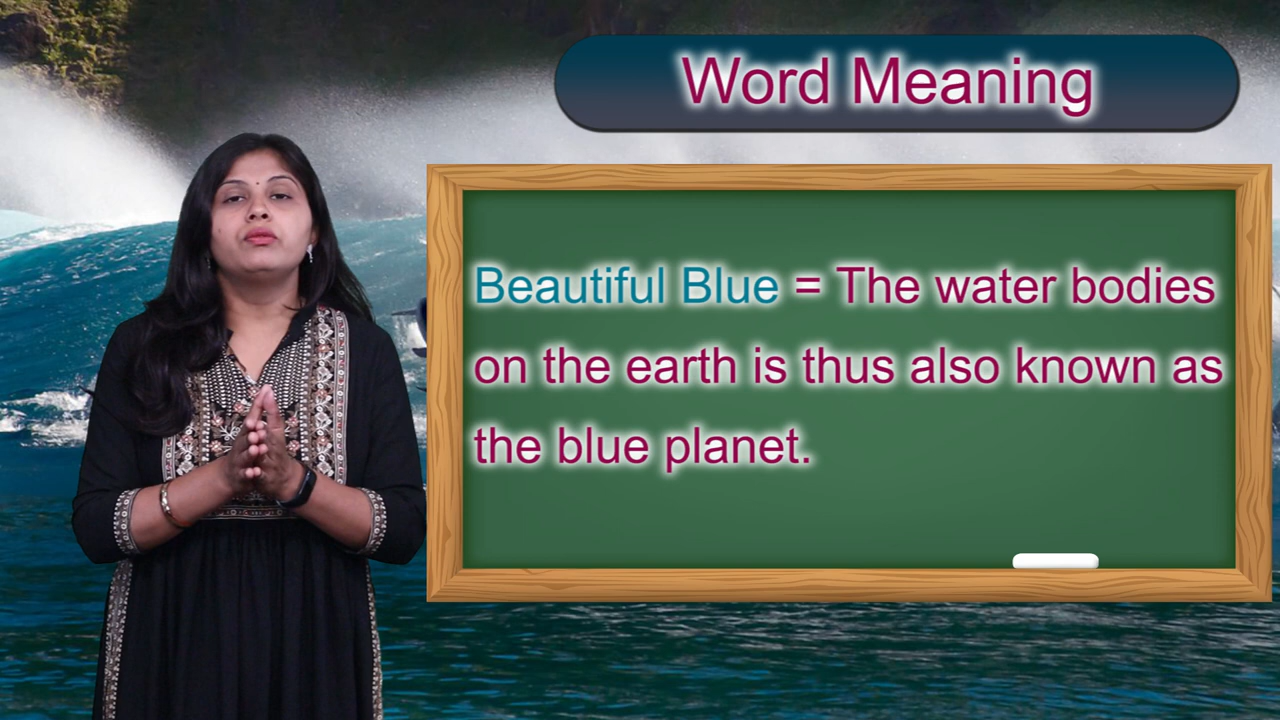 Word Meaning
Beautiful Blue = The water bodies
on the earth is thus also known as
the blue planet.